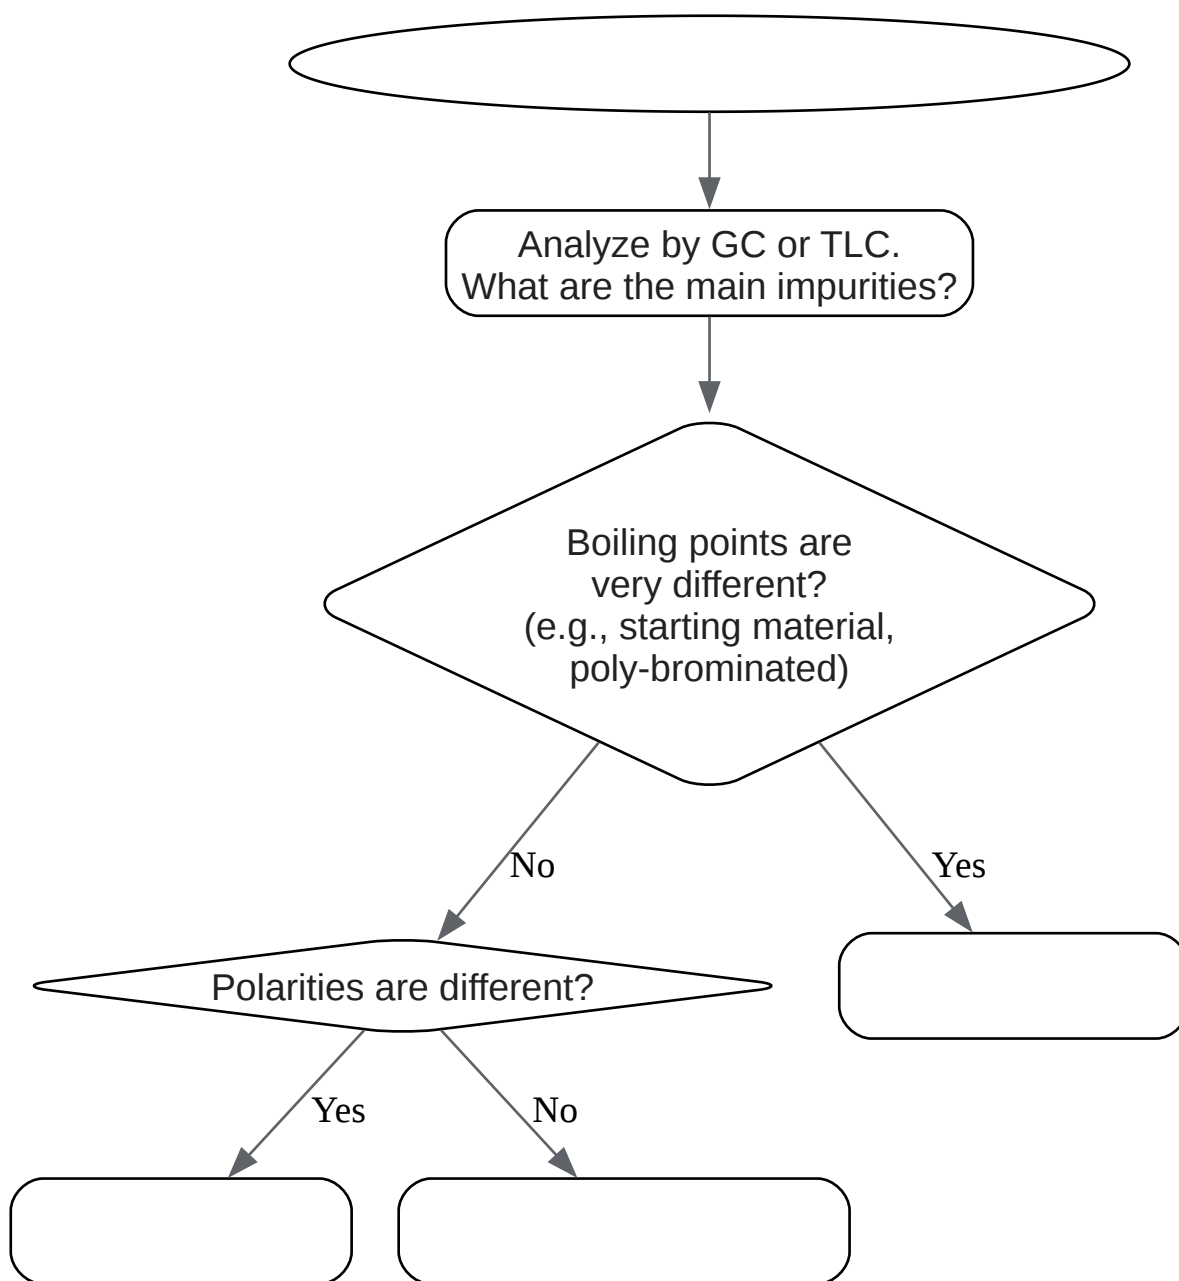 Analyze by GC or TLC.
What are the main impurities?
Boiling points are
very different?
(e.g., starting material,
poly-brominated)
No
Yes
Polarities are different?
Yes
No